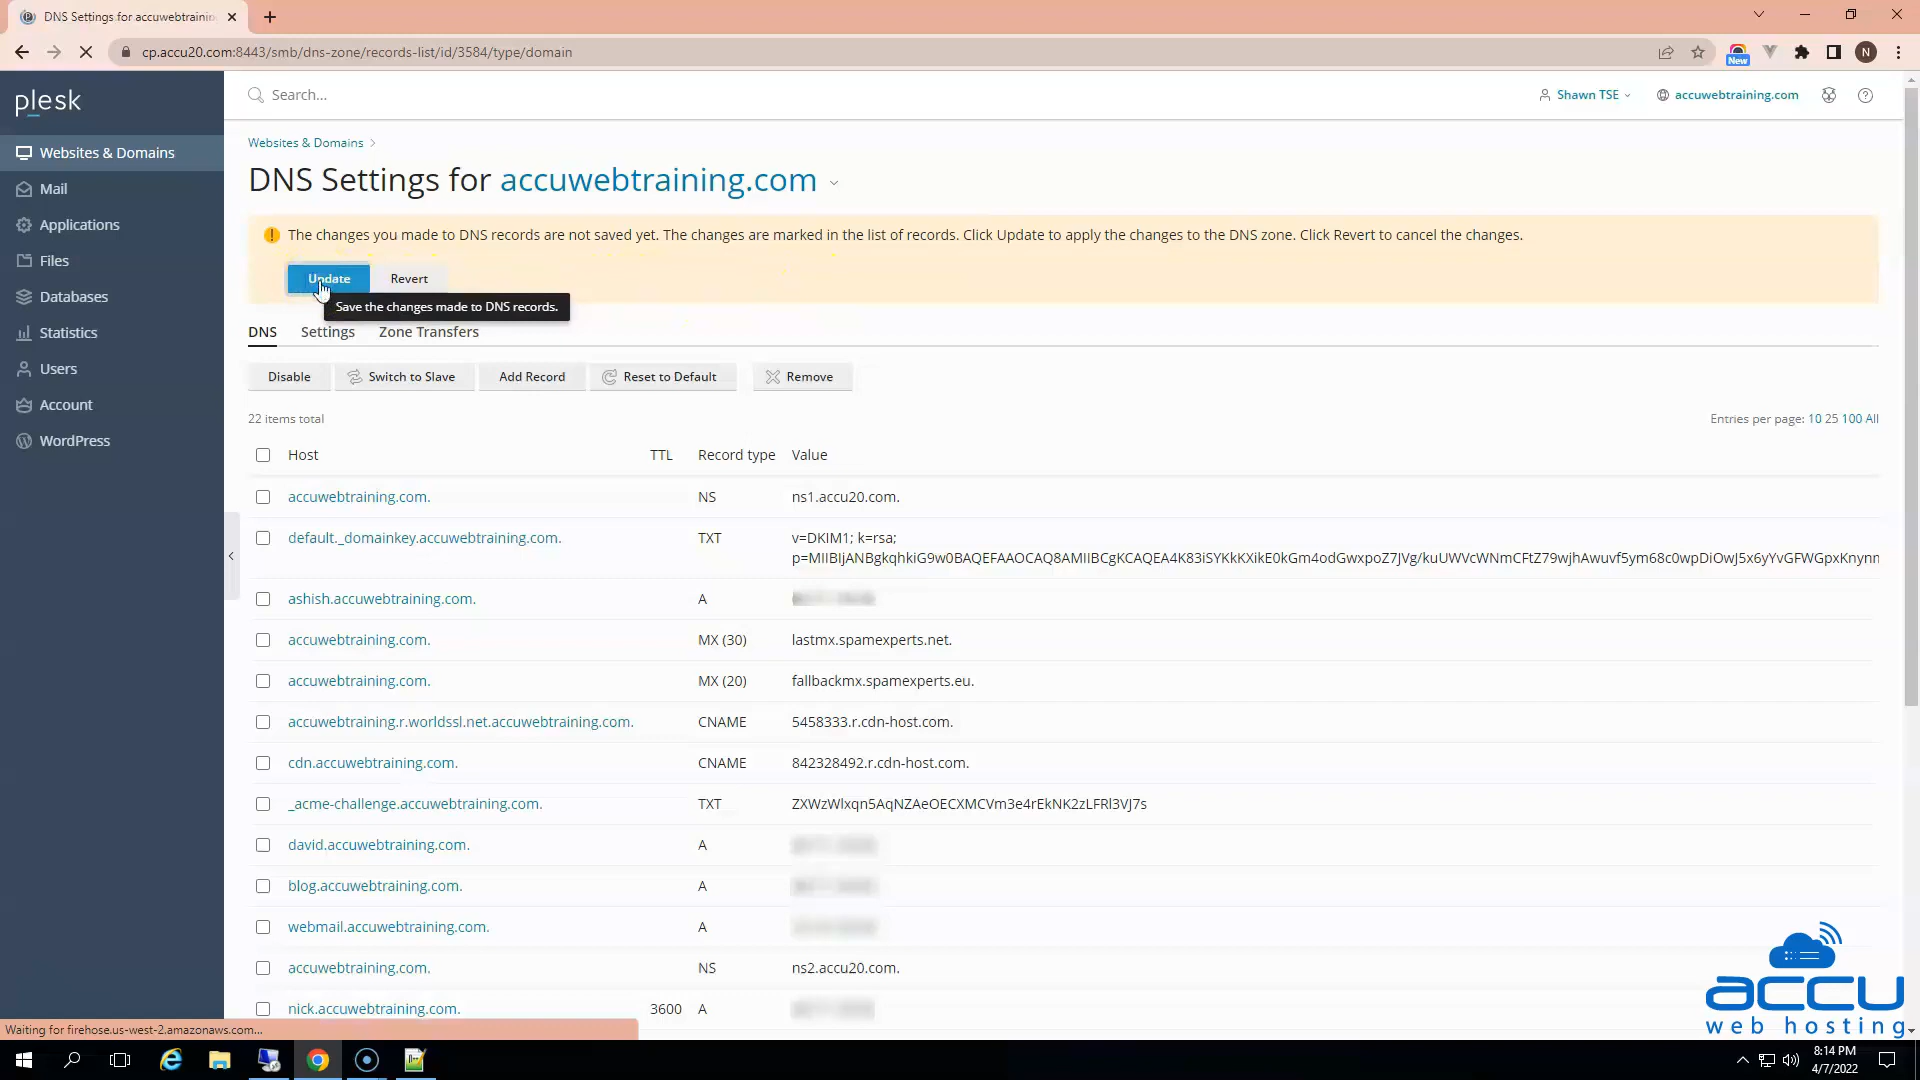 DNS Settings for accuwebtrainin
cp.accu20.com:8443/smb/dns-zone/records-list/id/3584/type/domain
New
N
plesk
Search...
Shawn TSE
accuwebtraining.com
Websites & Domains
Mail
Applications
Files
Databases
Statistics
Users
Account
WordPress
Websites & Domains >
DNS Settings for accuwebtraining.com
The changes you made to DNS records are not saved yet. The changes are marked in the list of records. Click Update to apply the changes to the DNS zone. Click Revert to cancel the changes.
Update Revert
Save the changes made to DNS records.
DNS Settings Zone Transfers
Disable Switch to Slave Add Record Reset to Default Remove
22 items total Entries per page: 10 25 100 All
Host TTL Record type Value
accuwebtraining.com. NS ns1.accu20.com.
default._domainkey.accuwebtraining.com. TXT v=DKIM1; k=rsa;
p=MIIBIjANBgkqhkiG9w0BAQEFAAOCAQ8AMIIBCgKCAQEA4K83iSYKkKXikE0kGm4odGwxpoZ7JVg/kuUWVcWNmCFtZ79wjhAwuvf5ym68c0wpDiOwJ5x6yYvGFWGpxKnynn
ashish.accuwebtraining.com. A
accuwebtraining.com. MX (30) lastmx.spamexperts.net.
accuwebtraining.com. MX (20) fallbackmx.spamexperts.eu.
accuwebtraining.r.worldssl.net.accuwebtraining.com. CNAME 5458333.r.cdn-host.com.
cdn.accuwebtraining.com. CNAME 842328492.r.cdn-host.com.
_acme-challenge.accuwebtraining.com. TXT ZXWzWlxqn5AqNZAeOECXMCVm3e4rEkNK2zLFRl3VJ7s
david.accuwebtraining.com. A
blog.accuwebtraining.com. A
webmail.accuwebtraining.com. A
accuwebtraining.com. NS ns2.accu20.com.
nick.accuwebtraining.com. 3600 A
Waiting for firehose.us-west-2.amazonaws.com...
accu
web hosting
8:14 PM
4/7/2022